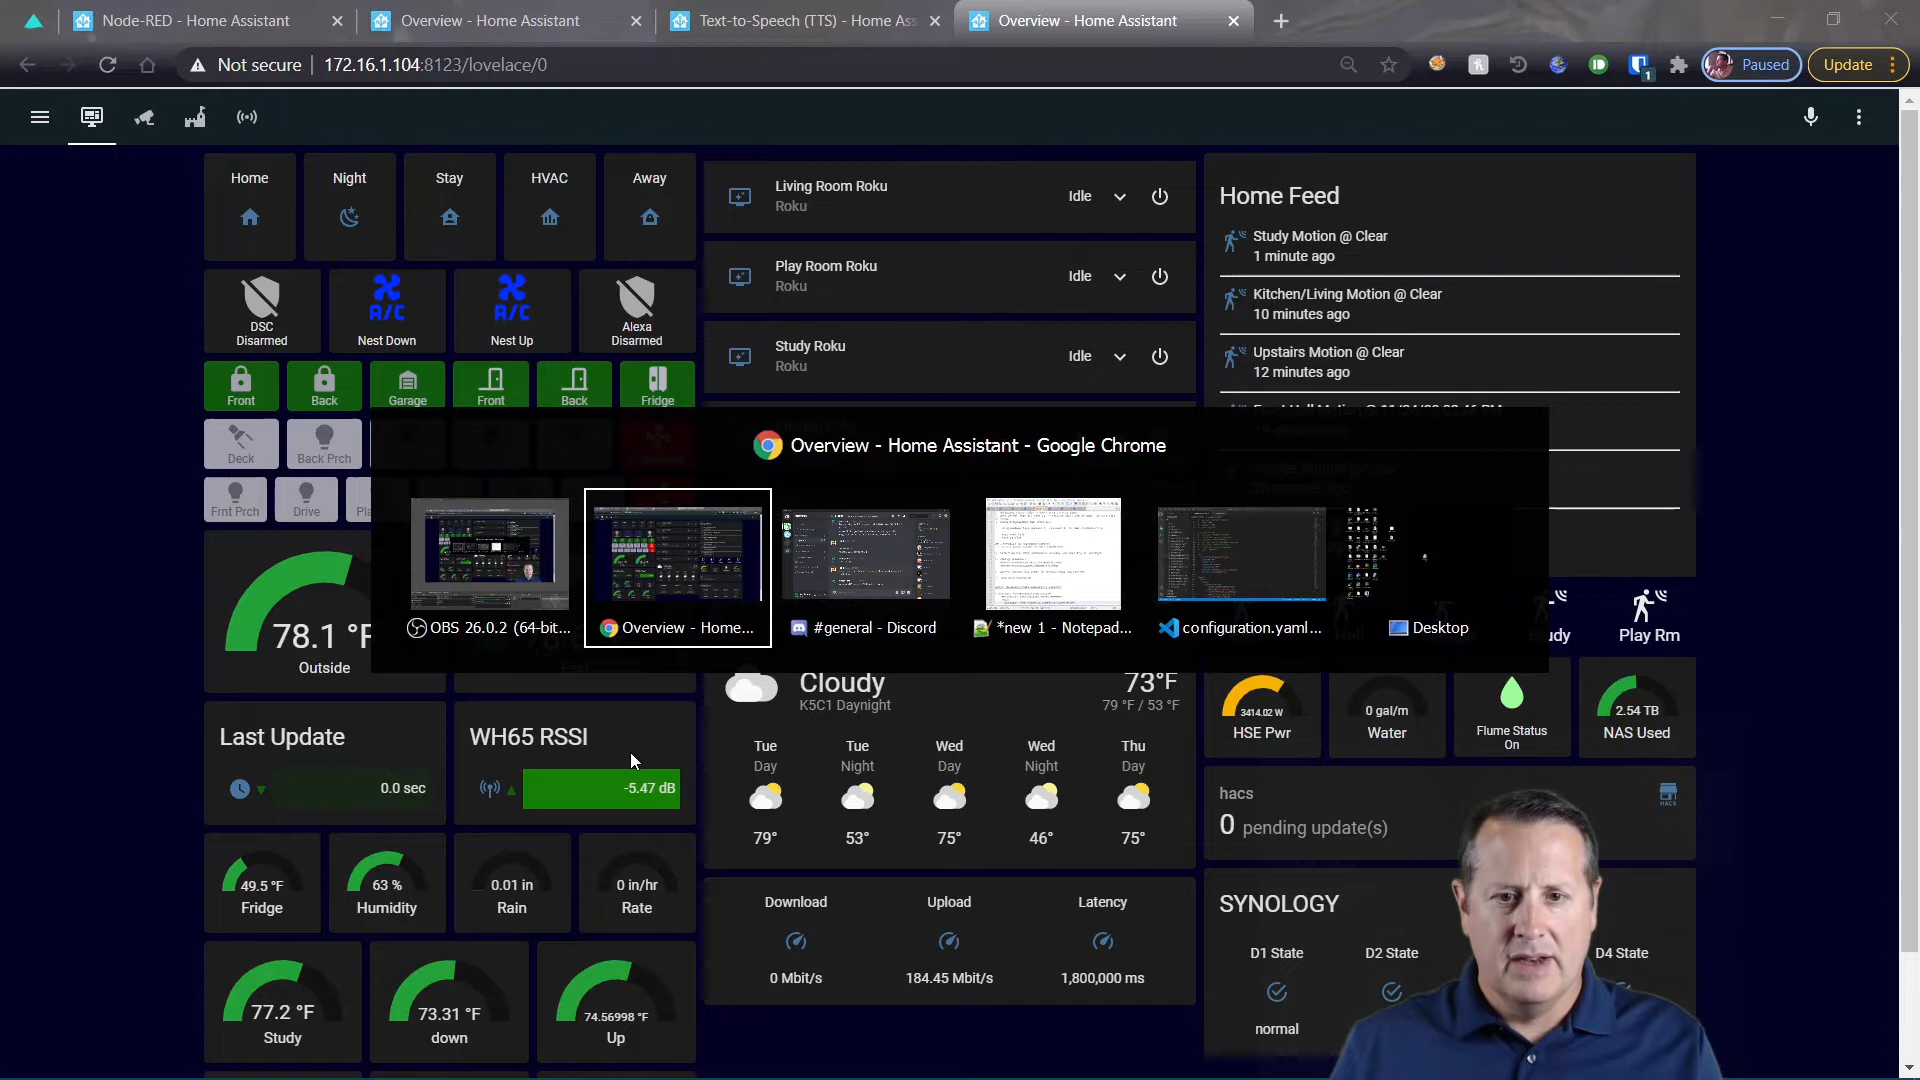 Node-RED - Home Assistant
Overview - Home Assistant
Text-to-Speech (TTS) - Home Ass
Overview - Home Assistant
Not secure
172.16.1.104:8123/lovelace/0
1
Paused
Update
Home
Night
Stay
HVAC
Away
DSC
Disarmed
A/C
Nest Down
A/C
Nest Up
Alexa
Disarmed
Front
Back
Garage
Front
Back
Fridge
Deck
Back Prch
Frnt Prch
Drive
78.1 °F
Outside
Last Update
0.0 sec
WH65 RSSI
-5.47 dB
49.5 °F
Fridge
63 %
Humidity
0.01 in
Rain
0 in/hr
Rate
77.2 °F
Study
73.31 °F
down
74.56998 °F
Up
Living Room Roku
Roku
Idle
Play Room Roku
Roku
Idle
Study Roku
Roku
Idle
Overview - Home Assistant - Google Chrome
OBS 26.0.2 (64-bit...
Overview - Home...
#general - Discord
*new 1 - Notepad...
configuration.yaml...
Desktop
Cloudy
K5C1 Daynight
73°F
79 °F / 53 °F
Tue
Day
79°
Tue
Night
53°
Wed
Day
75°
Wed
Night
46°
Thu
Day
75°
Download
0 Mbit/s
Upload
184.45 Mbit/s
Latency
1,800,000 ms
Home Feed
Study Motion @ Clear
1 minute ago
Kitchen/Living Motion @ Clear
10 minutes ago
Upstairs Motion @ Clear
12 minutes ago
udy
Play Rm
3414.02 W
HSE Pwr
0 gal/m
Water
Flume Status
On
2.54 TB
NAS Used
hacs
0 pending update(s)
HACS
SYNOLOGY
D1 State
normal
D2 State
D4 State